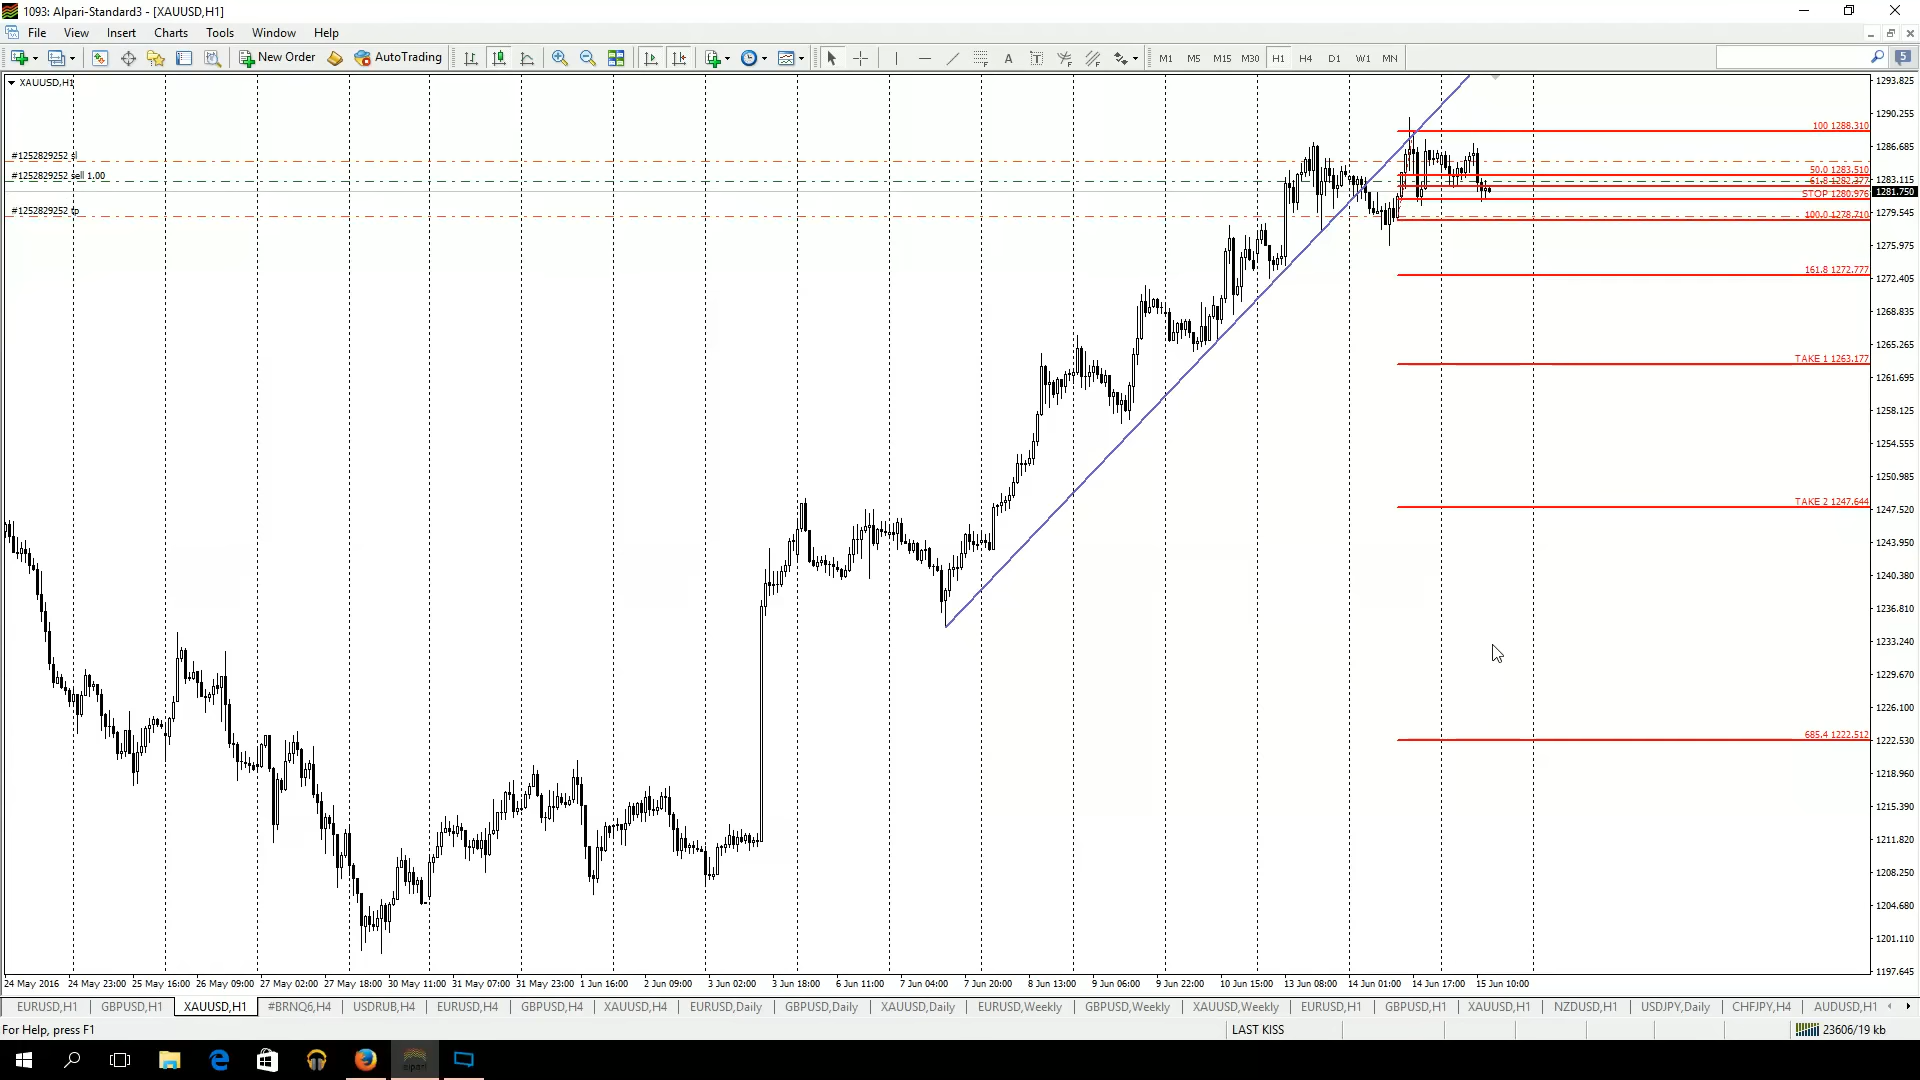 1093: Alpari-Standard3 - [XAUUSD,H1]
File View Insert Charts Tools Window Help
New Order AutoTrading A T M1 M5 M15 M30 H1 H4 D1 W1 MN 5
XAUUSD,H1
#1252829252 sl
#1252829252 sell 1.00
#1252829252 tp
100 1288.310
50.0 1283.510
61.8 1282.377
STOP 1280.976
100.0 1278.710
161.8 1272.777
TAKE 1 1263.177
TAKE 2 1247.644
685.4 1222.512
1293.825
1290.255
1286.685
1283.115
1281.750
1279.545
1275.975
1272.405
1268.835
1265.265
1261.695
1258.125
1254.555
1250.985
1247.520
1243.950
1240.380
1236.810
1233.240
1229.670
1226.100
1222.530
1218.960
1215.390
1211.820
1208.250
1204.680
1201.110
1197.645
24 May 2016 24 May 23:00 25 May 16:00 26 May 09:00 27 May 02:00 27 May 18:00 30 May 11:00 31 May 07:00 31 May 23:00 1 Jun 16:00 2 Jun 09:00 3 Jun 02:00 3 Jun 18:00 6 Jun 11:00 7 Jun 04:00 7 Jun 20:00 8 Jun 13:00 9 Jun 06:00 9 Jun 22:00 10 Jun 15:00 13 Jun 08:00 14 Jun 01:00 14 Jun 17:00 15 Jun 10:00
EURUSD,H1 GBPUSD,H1 XAUUSD,H1 #BRNQ6,H4 USDRUB,H4 EURUSD,H4 GBPUSD,H4 XAUUSD,H4 EURUSD,Daily GBPUSD,Daily XAUUSD,Daily EURUSD,Weekly GBPUSD,Weekly XAUUSD,Weekly EURUSD,H1 GBPUSD,H1 XAUUSD,H1 NZDUSD,H1 USDJPY,Daily CHFJPY,H4 AUDUSD,H1
For Help, press F1 LAST KISS 23606/19 kb
alpari